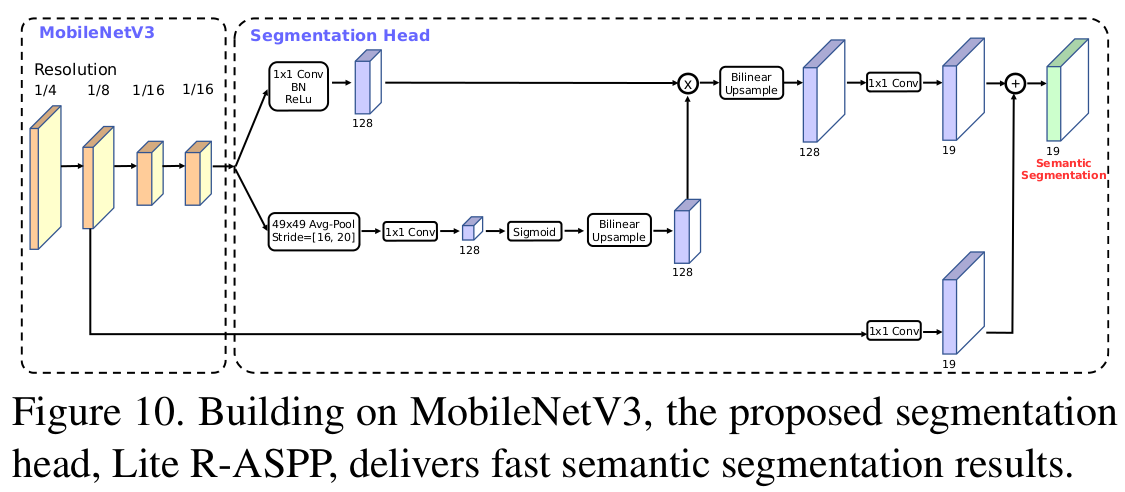 MobileNetV3
Segmentation Head
Resolution
1/4
1/8
1/16
1/16
1x1 Conv
BN
ReLu
128
x
Bilinear
Upsample
128
1x1 Conv
19
+
19
Semantic
Segmentation
49x49 Avg-Pool
Stride=[16, 20]
1x1 Conv
128
Sigmoid
Bilinear
Upsample
128
1x1 Conv
19
Figure 10. Building on MobileNetV3, the proposed segmentation
head, Lite R-ASPP, delivers fast semantic segmentation results.